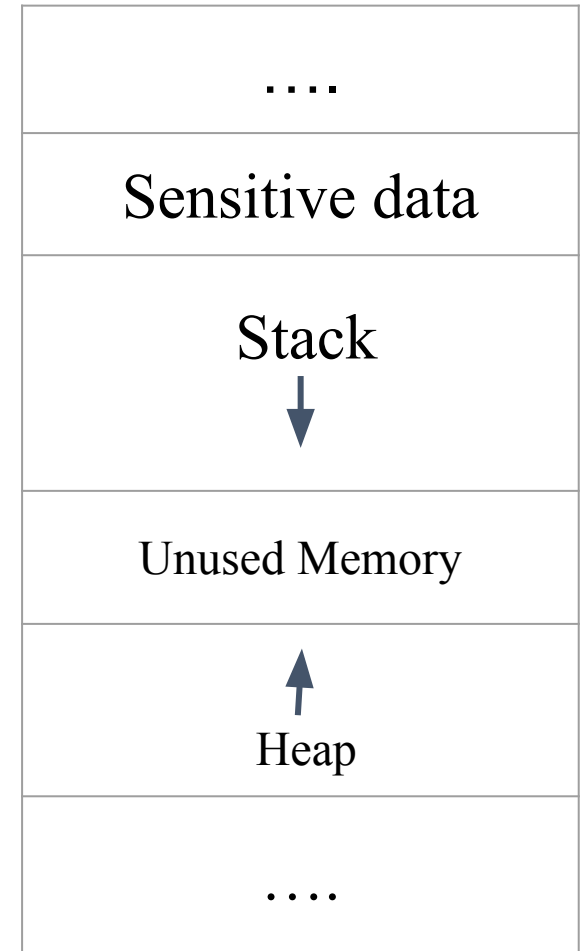 ....
Sensitive data
Stack
Unused Memory
Heap
....